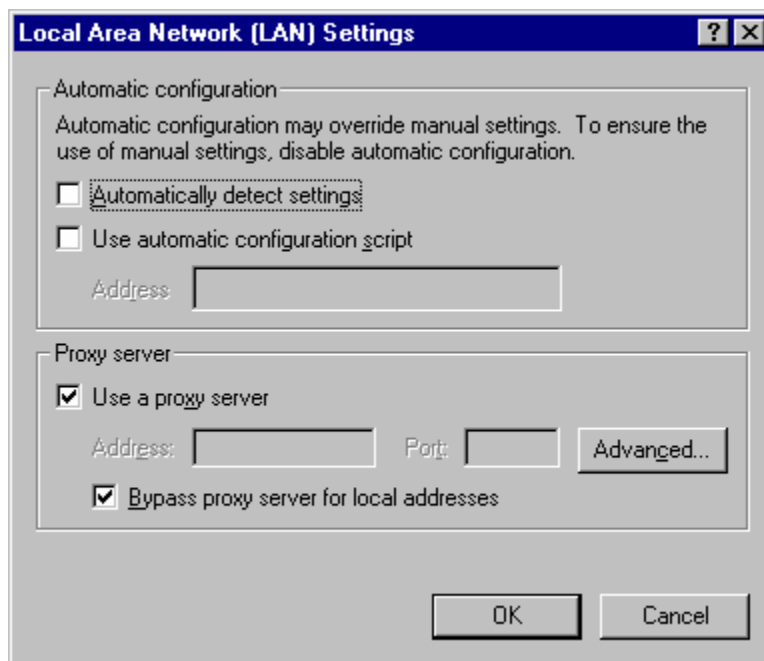 Local Area Network (LAN) Settings
Automatic configuration
Automatic configuration may override manual settings.  To ensure the
use of manual settings, disable automatic configuration.
Automatically detect settings
Use automatic configuration script
Address
Proxy server
Use a proxy server
Address: Port: Advanced...
Bypass proxy server for local addresses
OK Cancel